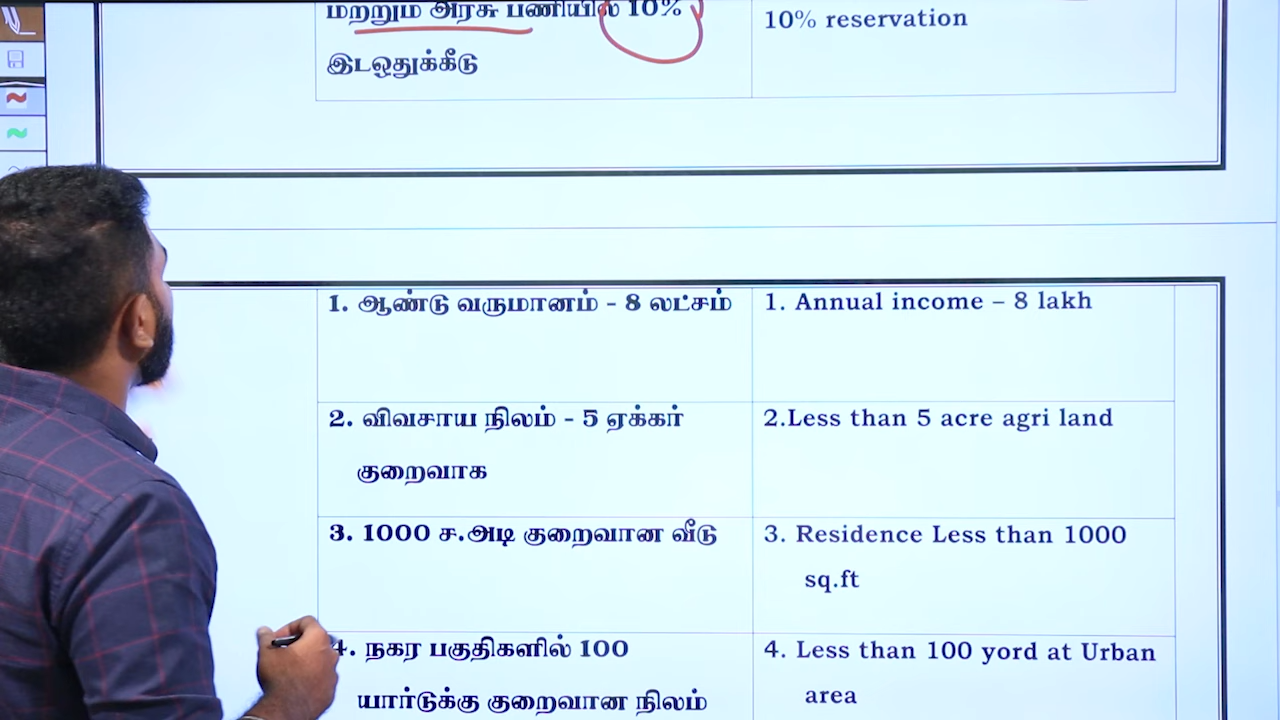 மற்றும் அரசு பணியில் 10%
இடஒதுக்கீடு
10% reservation
1. ஆண்டு வருமானம் - 8 லட்சம்
1. Annual income – 8 lakh
2. விவசாய நிலம் - 5 ஏக்கர்
குறைவாக
2.Less than 5 acre agri land
3. 1000 ச.அடி குறைவான வீடு
3. Residence Less than 1000
sq.ft
4. நகர பகுதிகளில் 100
யார்டுக்கு குறைவான நிலம்
4. Less than 100 yord at Urban
area